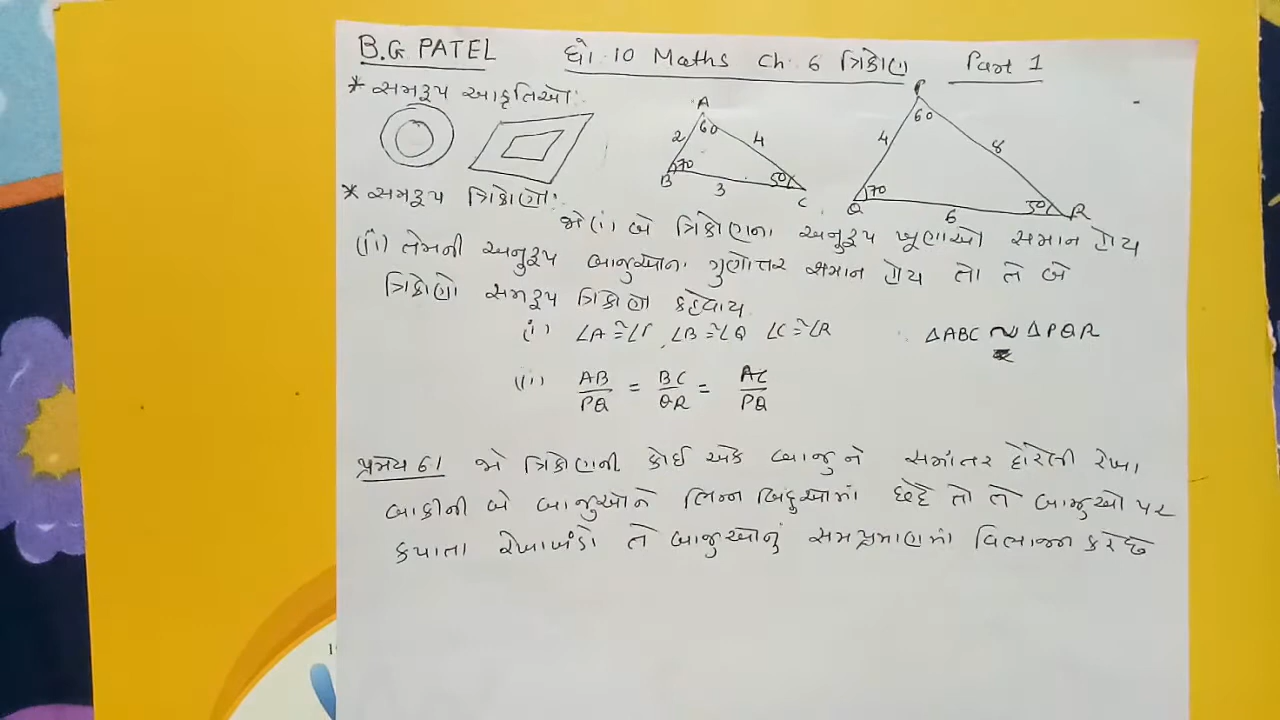 B.G PATEL ધો. 10 Maths Ch. 6 ત્રિકોણ Part 1
* સમરૂપ આકૃતિઓ:
A 60 2 4 70 B 3 50 C
P 60 4 8 70 Q 6 50 R
* સમરૂપ ત્રિકોણો:
જો (i) બે ત્રિકોણના અનુરૂપ ખૂણાઓ સમાન હોય
(ii) તેમની અનુરૂપ બાજુઓના ગુણોત્તર સમાન હોય તો તે બે
ત્રિકોણો સમરૂપ ત્રિકોણો કહેવાય
(i) ∠A ≅ ∠P, ∠B ≅ ∠Q ∠C ≅ ∠R ΔABC ~ ΔPQR
(ii) AB/PQ = BC/QR = AC/PQ
પ્રમેય 6.1 જો ત્રિકોણની કોઈ એક બાજુને સમાંતર દોરેલી રેખા
બાકીની બે બાજુઓને ભિન્ન બિંદુઓમાં છેદે તો તે બાજુઓ પર
કપાતા રેખાખંડો તે બાજુઓનું સમપ્રમાણમાં વિભાજન કરે છે